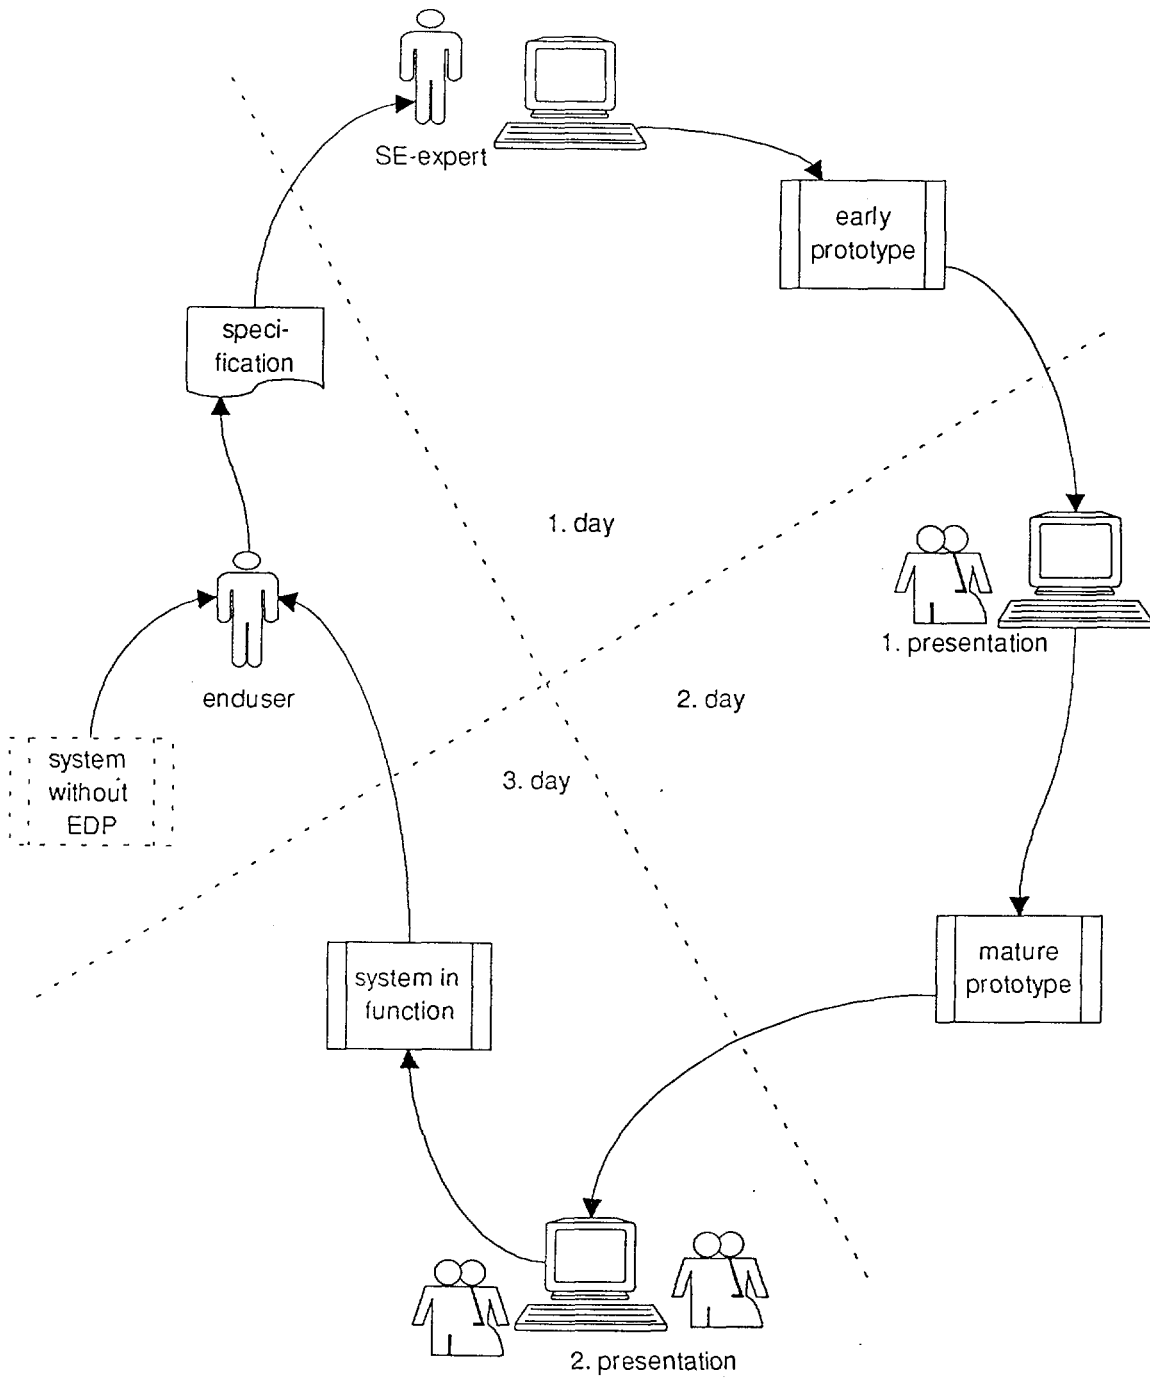 SE-expert
early
prototype
speci-
fication
1. day
1. presentation
enduser
2. day
system
without
EDP
3. day
mature
prototype
system in
function
2. presentation